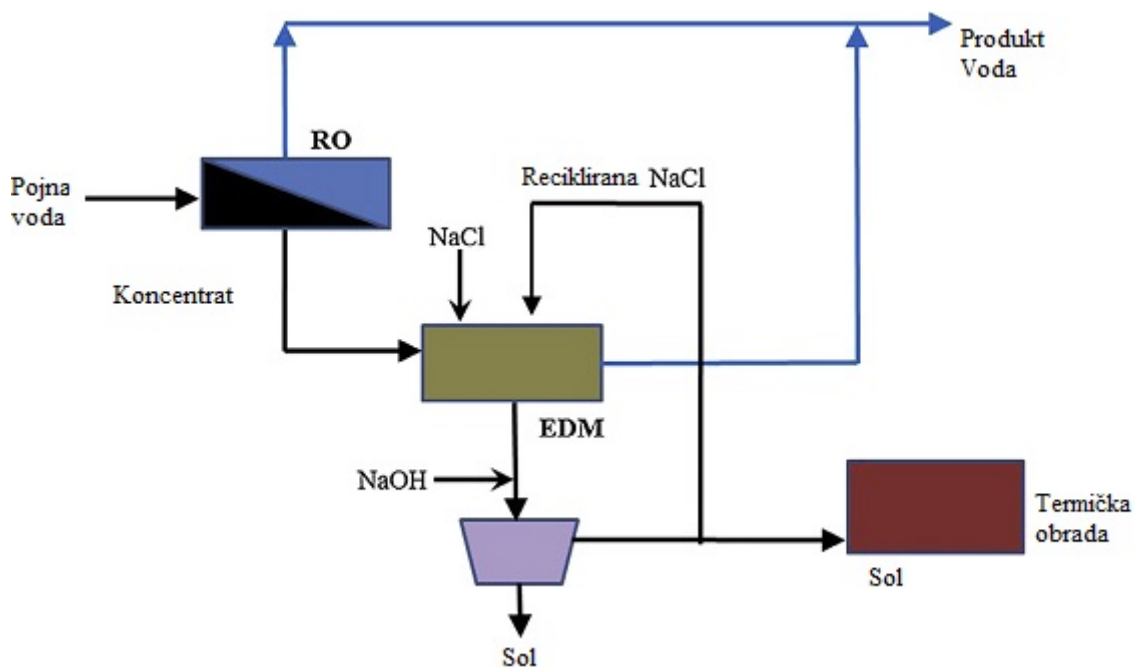 Produkt
Voda
RO
Pojna
voda
Reciklirana NaCl
NaCl
Koncentrat
EDM
NaOH
Termička
obrada
Sol
Sol